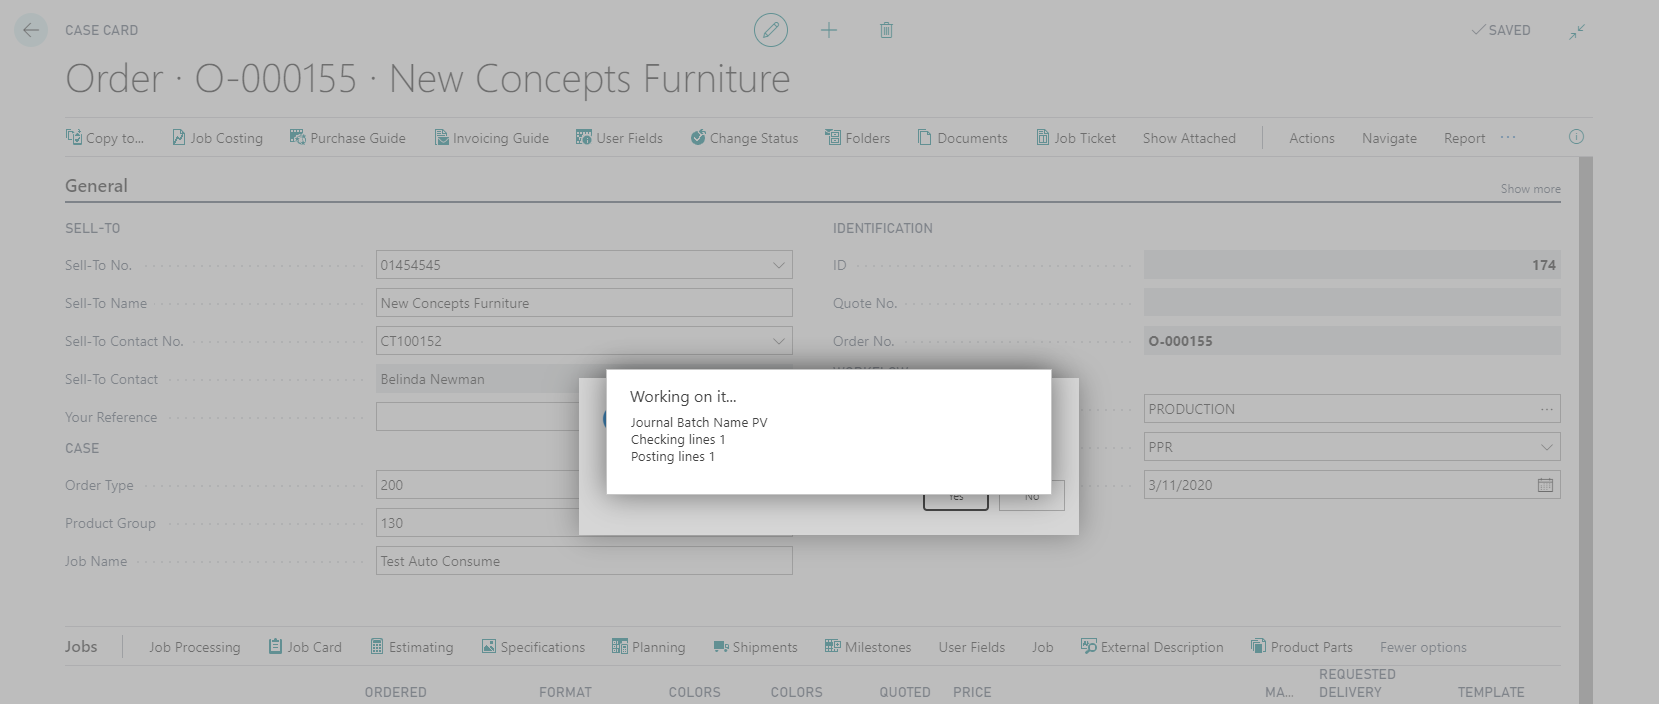 CASE CARD
SAVED
Order · O-000155 · New Concepts Furniture
Copy to... Job Costing Purchase Guide Invoicing Guide User Fields Change Status Folders Documents Job Ticket Show Attached Actions Navigate Report ···
General Show more
SELL-TO
Sell-To No. 01454545
Sell-To Name New Concepts Furniture
Sell-To Contact No. CT100152
Sell-To Contact Belinda Newman
Your Reference
CASE
Order Type 200
Product Group 130
Job Name Test Auto Consume
IDENTIFICATION
ID 174
Quote No.
Order No. O-000155
PRODUCTION ···
PPR
3/11/2020
Working on it...
Journal Batch Name PV
Checking lines 1
Posting lines 1
Yes No
Jobs Job Processing Job Card Estimating Specifications Planning Shipments Milestones User Fields Job External Description Product Parts Fewer options
ORDERED FORMAT COLORS COLORS QUOTED PRICE MA... REQUESTED DELIVERY TEMPLATE